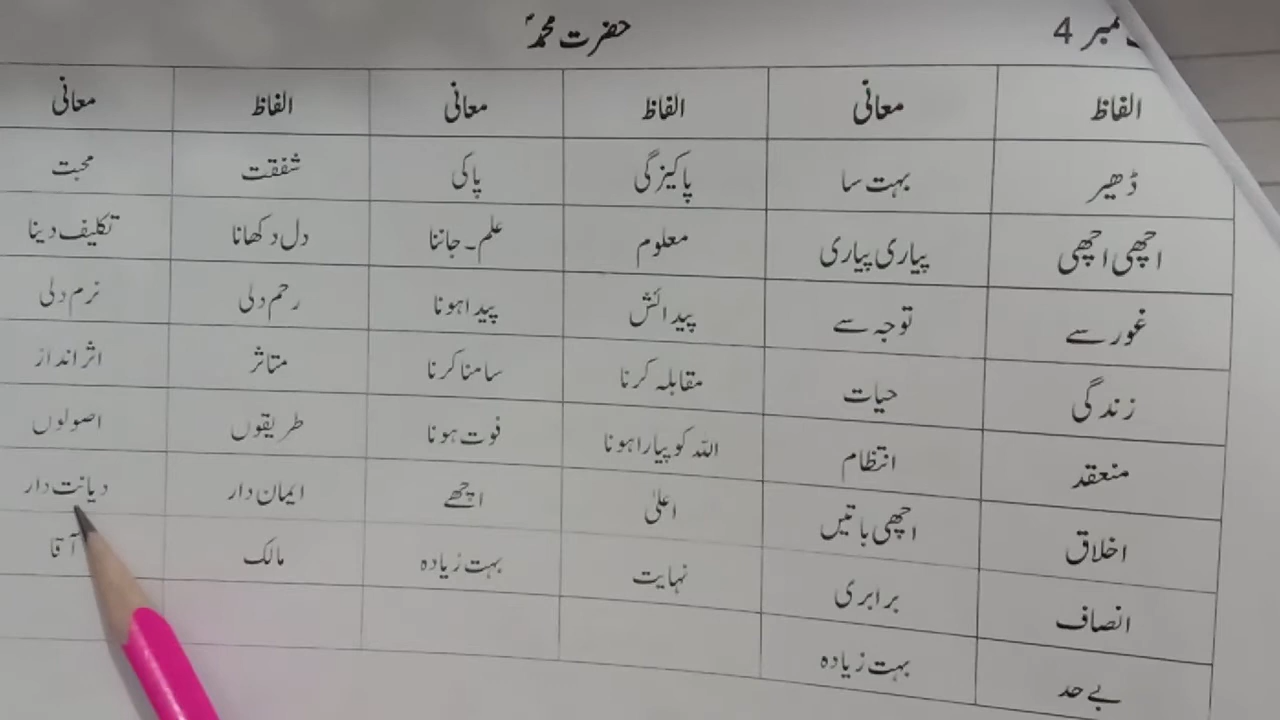 نمبر 4 حضرت محمدؐ
الفاظ معانی الفاظ معانی الفاظ معانی
ڈھیر بہت سا پاکیزگی پاکی شفقت محبت
اچھی اچھی پیاری پیاری معلوم علم۔جاننا دل دکھانا تکلیف دینا
غور سے توجہ سے پیدائش پیدا ہونا رحم دلی نرم دلی
زندگی حیات مقابلہ کرنا سامنا کرنا متاثر اثر انداز
منعقد انتظام اللہ کو پیارا ہونا فوت ہونا طریقوں اصولوں
اخلاق اچھی باتیں اعلیٰ اچھے ایمان دار دیانت دار
انصاف برابری نہایت بہت زیادہ مالک آقا
بے حد بہت زیادہ